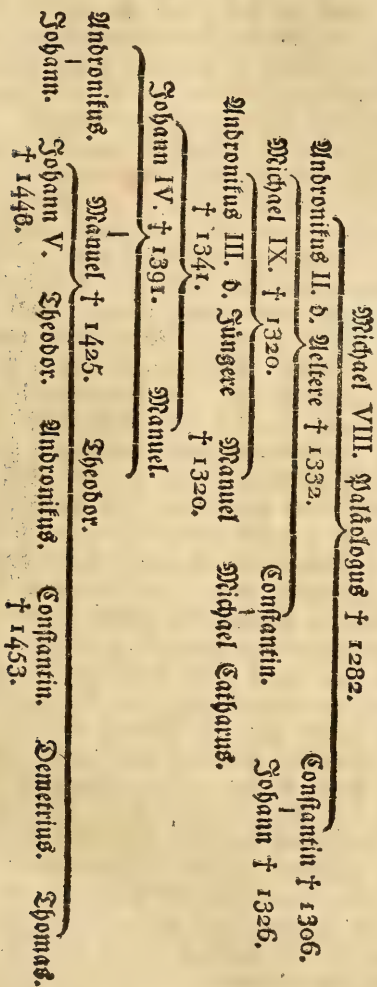 Michael VIII. Paläologus † 1282.
Andronikus II. d. Aeltere † 1332.
Constantin † 1306.
Michael IX. † 1320.
Constantin.
Johann † 1326.
Andronikus III. d. Jüngere
† 1341.
Manuel
† 1320.
Michael Catharus.
Johann IV. † 1391.
Manuel.
Andronikus.
Johann.
Manuel † 1425.
Theodor.
Johann V.
† 1448.
Theodor.
Andronikus.
Constantin.
† 1453.
Demetrius.
Thomas.